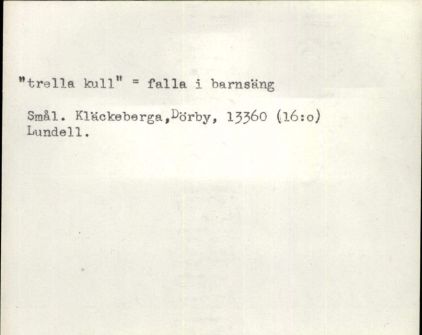 "trella kull" = falla i barnsäng
Smål. Kläckeberga,Dörby, 13360 (16:o)
Lundell.